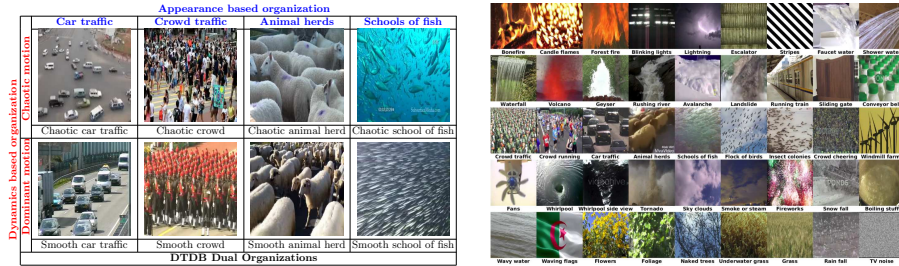 Appearance based organization
Car traffic Crowd traffic Animal herds Schools of fish
Dynamics based organization
Chaotic motion
Chaotic car traffic Chaotic crowd Chaotic animal herd Chaotic school of fish
Dominant motion
Smooth car traffic Smooth crowd Smooth animal herd Smooth school of fish
DTDB Dual Organizations
Bonefire Candle flames Forest fire Blinking lights Lightning Escalator Stripes Faucet water Shower wate
Waterfall Volcano Geyser Rushing river Avalanche Landslide Running train Sliding gate Conveyor bel
Crowd traffic Crowd running Car traffic Animal herds Schools of fish Flock of birds Insect colonies Crowd cheering Windmill farm
Fans Whirlpool Whirlpool side view Tornado Sky clouds Smoke or steam Fireworks Snow fall Boiling stuff
Wavy water Waving flags Flowers Foliage Naked trees Underwater grass Grass Rain fall TV noise